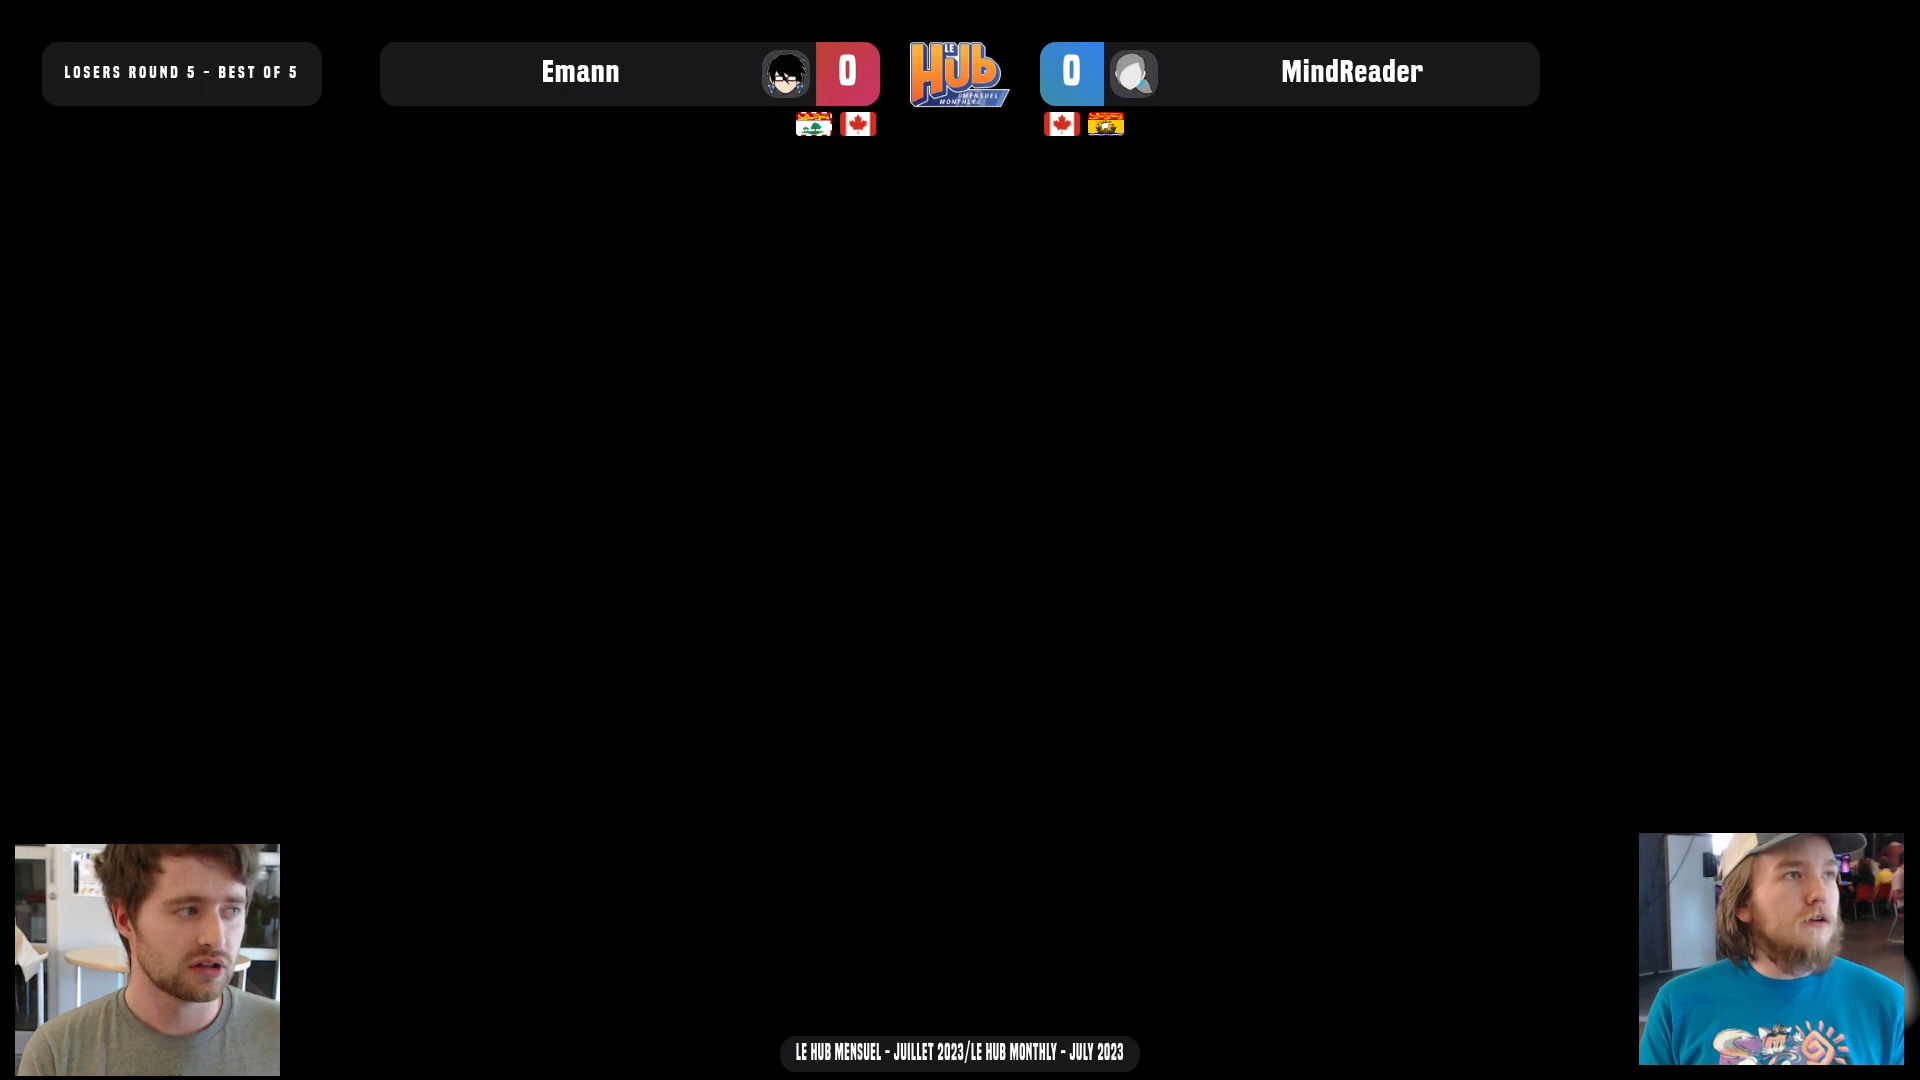 LOSERS ROUND 5 - BEST OF 5
Emann
0
LE
HUB
MENSUEL
MONTHLY
0
MindReader
LE HUB MENSUEL - JUILLET 2023/LE HUB MONTHLY - JULY 2023